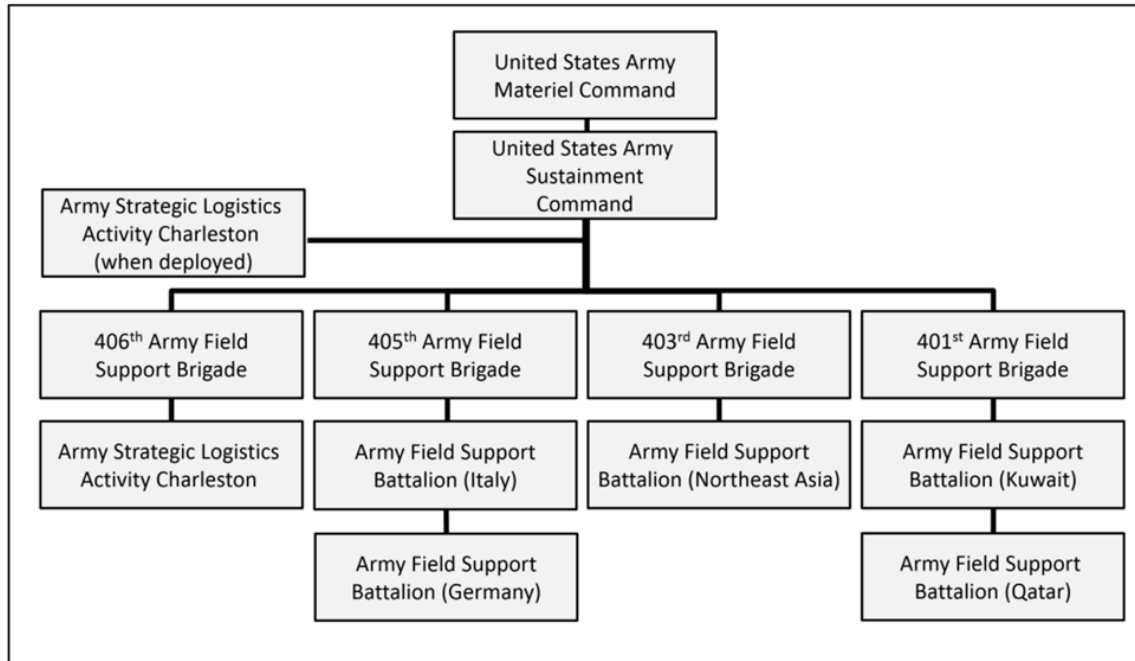 United States Army
Materiel Command
United States Army
Sustainment
Command
Army Strategic Logistics
Activity Charleston
(when deployed)
406th Army Field
Support Brigade
405th Army Field
Support Brigade
403rd Army Field
Support Brigade
401st Army Field
Support Brigade
Army Strategic Logistics
Activity Charleston
Army Field Support
Battalion (Italy)
Army Field Support
Battalion (Northeast Asia)
Army Field Support
Battalion (Kuwait)
Army Field Support
Battalion (Germany)
Army Field Support
Battalion (Qatar)